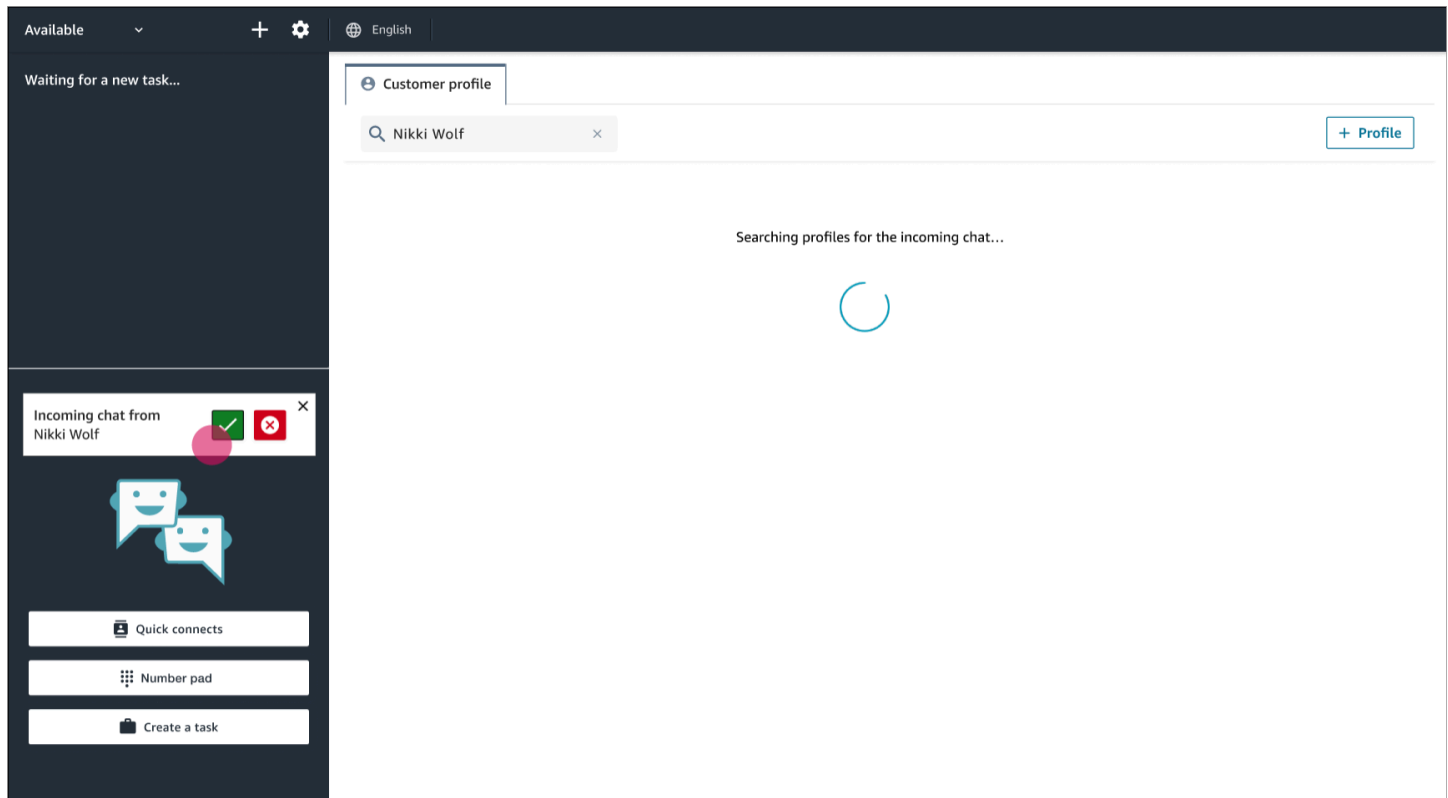 Available
English
Waiting for a new task...
Customer profile
Nikki Wolf
+ Profile
Searching profiles for the incoming chat...
Incoming chat from
Nikki Wolf
Quick connects
Number pad
Create a task